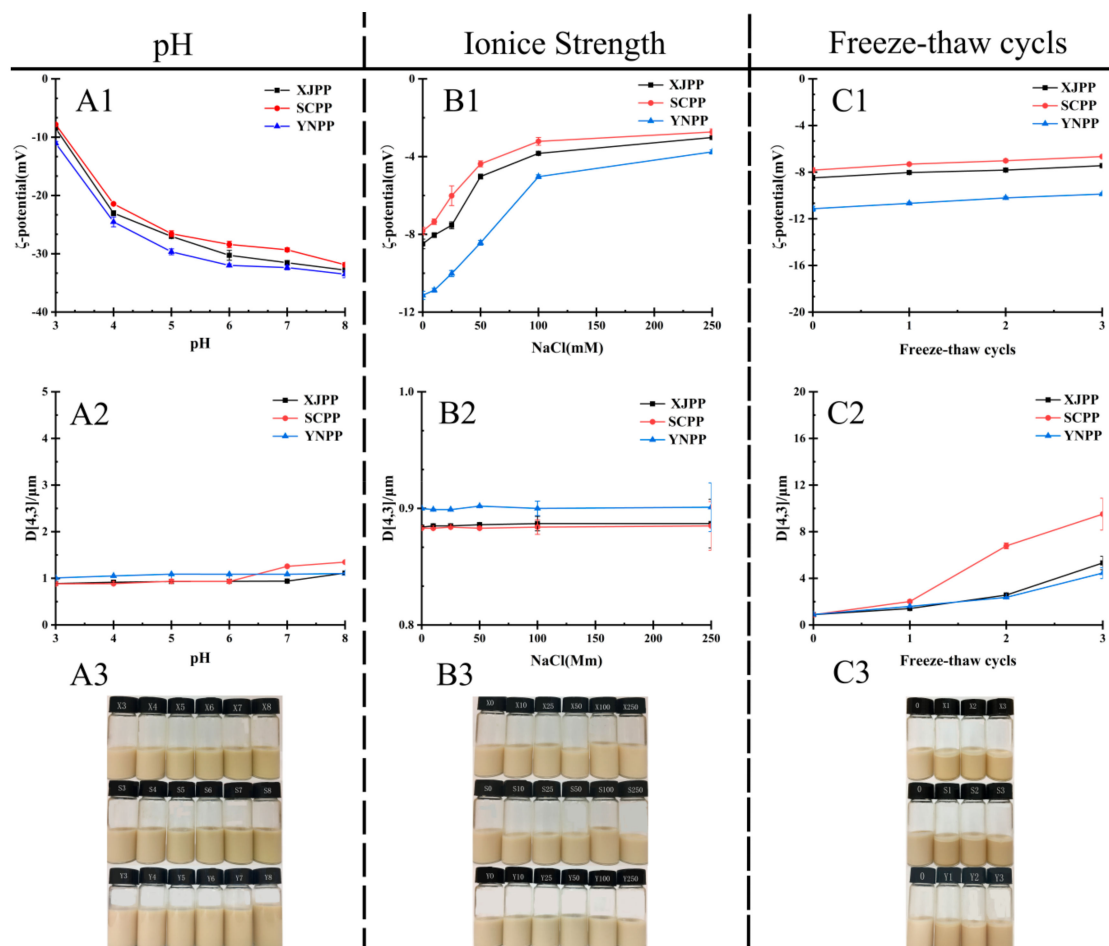 pH
Ionice Strength
Freeze-thaw cycls
A1
XJPP
SCPP
YNPP
ζ-potential(mV)
0
-10
-20
-30
-40
3 4 5 6 7 8
pH
B1
XJPP
SCPP
YNPP
ζ-potential(mV)
0
-4
-8
-12
0 50 100 150 200 250
NaCl(mM)
C1
XJPP
SCPP
YNPP
ζ-potential(mV)
0
-4
-8
-12
-16
-20
0 1 2 3
Freeze-thaw cycls
A2
XJPP
SCPP
YNPP
D[4,3]/μm
5
4
3
2
1
0
3 4 5 6 7 8
pH
B2
XJPP
SCPP
YNPP
D[4,3]/μm
1.0
0.9
0.8
0 50 100 150 200 250
NaCl(Mm)
C2
XJPP
SCPP
YNPP
D[4,3]/μm
20
16
12
8
4
0
0 1 2 3
Freeze-thaw cycls
A3
X3 X4 X5 X6 X7 X8
S3 S4 S5 S6 S7 S8
Y3 Y4 Y5 Y6 Y7 Y8
B3
X0 X10 X25 X50 X100 X250
S0 S10 S25 S50 S100 S250
Y0 Y10 Y25 Y50 Y100 Y250
C3
0 X1 X2 X3
0 S1 S2 S3
0 Y1 Y2 Y3